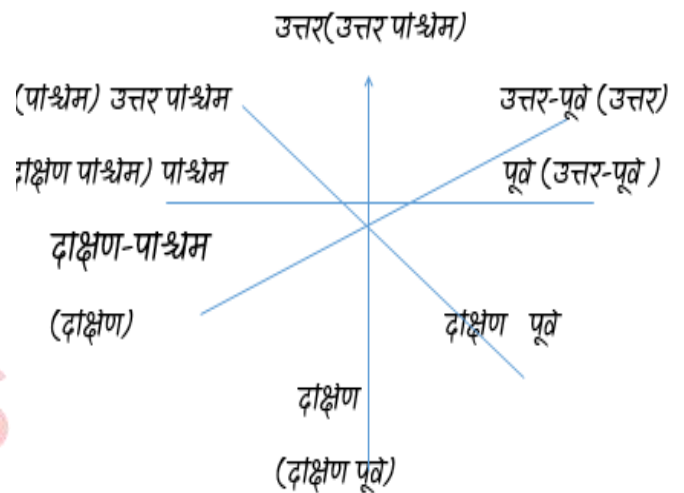 उत्तर(उत्तर पश्चिम)
(पश्चिम) उत्तर पश्चिम
उत्तर-पूर्व (उत्तर)
दक्षिण पश्चिम) पश्चिम
पूर्व (उत्तर-पूर्व )
दक्षिण-पश्चिम
(दक्षिण)
दक्षिण पूर्व
दक्षिण
(दक्षिण पूर्व)